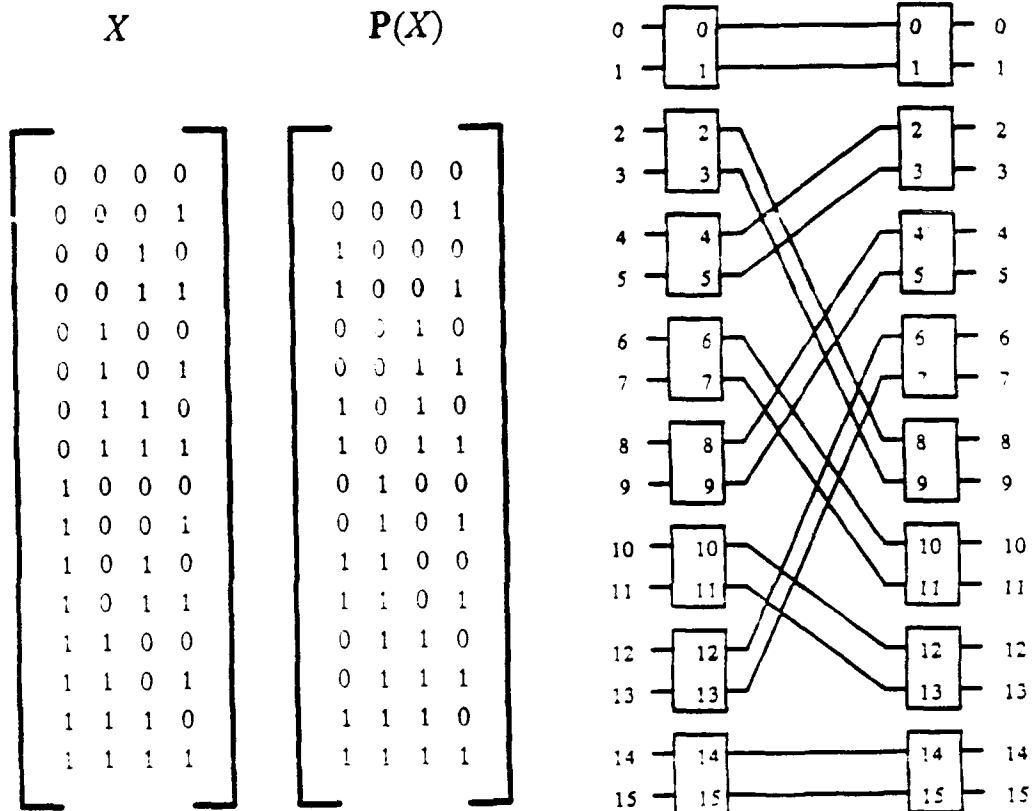 X P(X)
0 0 0 0 0 0 0 0
0 0 0 1 0 0 0 1
0 0 1 0 1 0 0 0
0 0 1 1 1 0 0 1
0 1 0 0 0 0 1 0
0 1 0 1 0 0 1 1
0 1 1 0 1 0 1 0
0 1 1 1 1 0 1 1
1 0 0 0 0 1 0 0
1 0 0 1 0 1 0 1
1 0 1 0 1 1 0 0
1 0 1 1 1 1 0 1
1 1 0 0 0 1 1 0
1 1 0 1 0 1 1 1
1 1 1 0 1 1 1 0
1 1 1 1 1 1 1 1
0 0 0 0
1 1 1 1
2 2 2 2
3 3 3 3
4 4 4 4
5 5 5 5
6 6 6 6
7 7 7 7
8 8 8 8
9 9 9 9
10 10 10 10
11 11 11 11
12 12 12 12
13 13 13 13
14 14 14 14
15 15 15 15